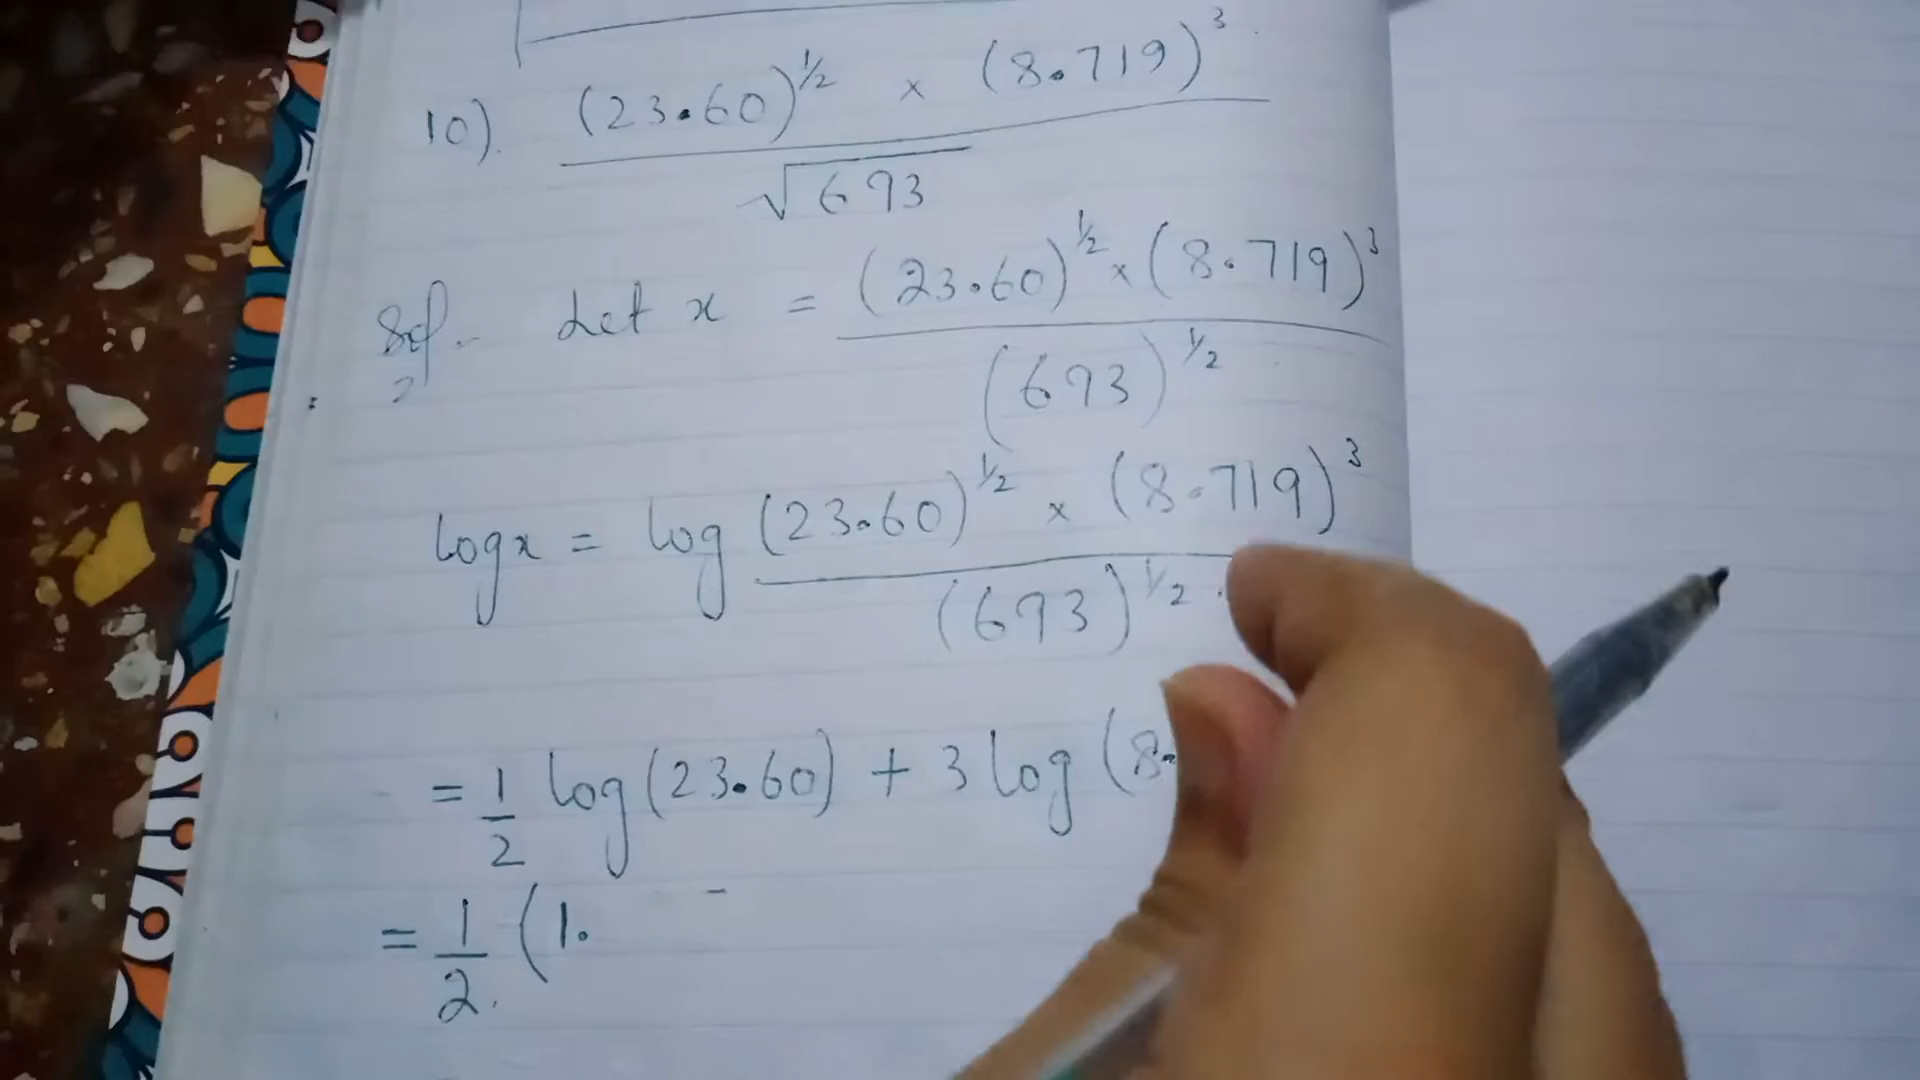 10). (23.60)^1/2 × (8.719)^3
√693
Sol. Let x = (23.60)^1/2 × (8.719)^3
(693)^1/2
log x = log (23.60)^1/2 × (8.719)^3
(693)^1/2
= 1/2 log (23.60) + 3 log (8.
= 1/2 (1.